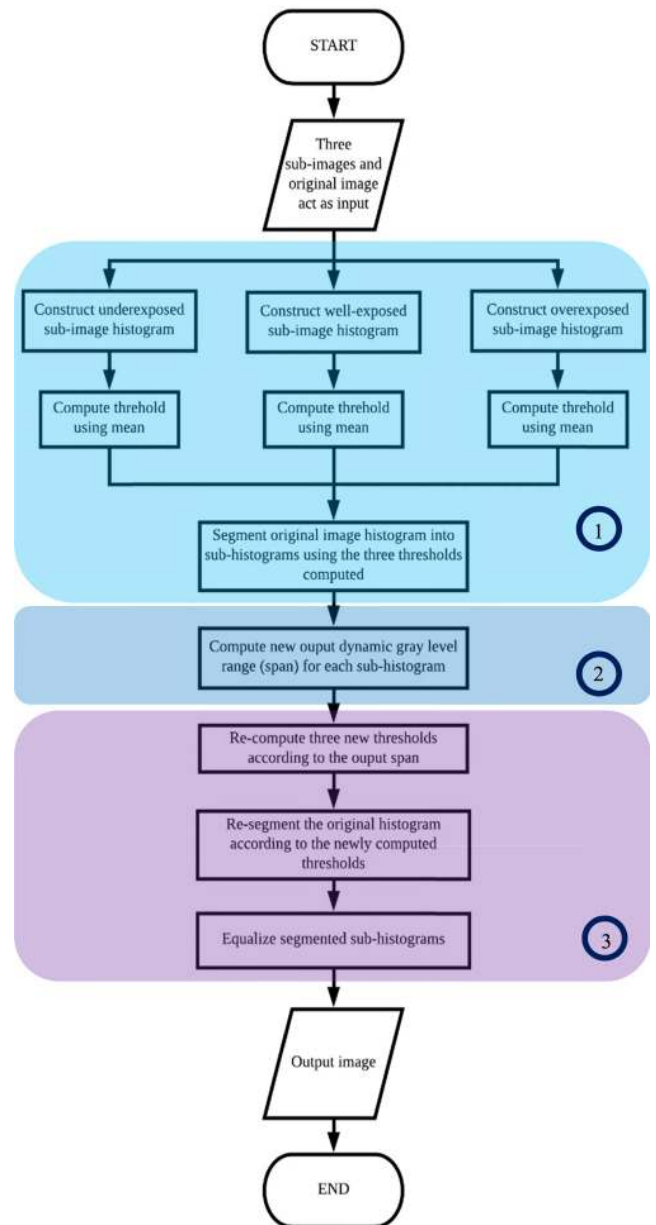 START
Three
sub-images and
original image
act as input
Construct underexposed
sub-image histogram
Construct well-exposed
sub-image histogram
Construct overexposed
sub-image histogram
Compute threhold
using mean
Compute threhold
using mean
Compute threhold
using mean
Segment original image histogram into
sub-histograms using the three thresholds
computed
1
Compute new ouput dynamic gray level
range (span) for each sub-histogram
2
Re-compute three new thresholds
according to the ouput span
Re-segment the original histogram
according to the newly computed
thresholds
Equalize segmented sub-histograms
3
Output image
END